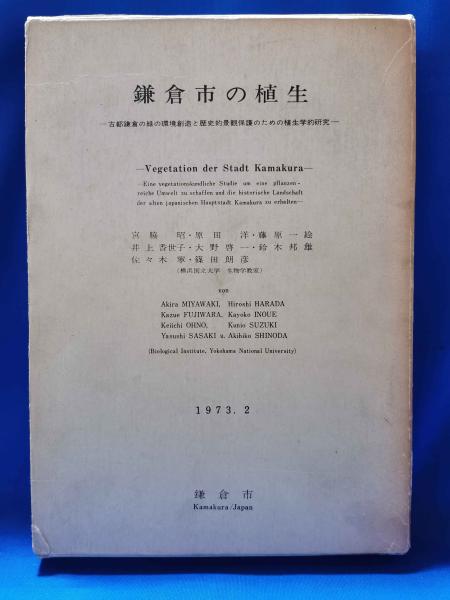 鎌倉市の植生
―古都鎌倉の緑の環境創造と歴史的景観保護のための植生学的研究―
―Vegetation der Stadt Kamakura―
―Eine vegetationskundliche Studie um eine pflanzen-
reiche Umwelt zu schaffen und die historische Landschaft
der alten japanischen Hauptstadt Kamakura zu erhalten―
宮脇 昭・原田 洋・藤原一絵
井上香世子・大野啓一・鈴木邦雄
佐々木寧・篠田朗彦
(横浜国立大学 生物学教室)
von
Akira MIYAWAKI, Hiroshi HARADA
Kazue FUJIWARA, Kayoko INOUE
Keiichi OHNO, Kunio SUZUKI
Yasushi SASAKI u. Akihiko SHINODA
(Biological Institute, Yokohama National University)
1973. 2
鎌倉市
Kamakura/Japan